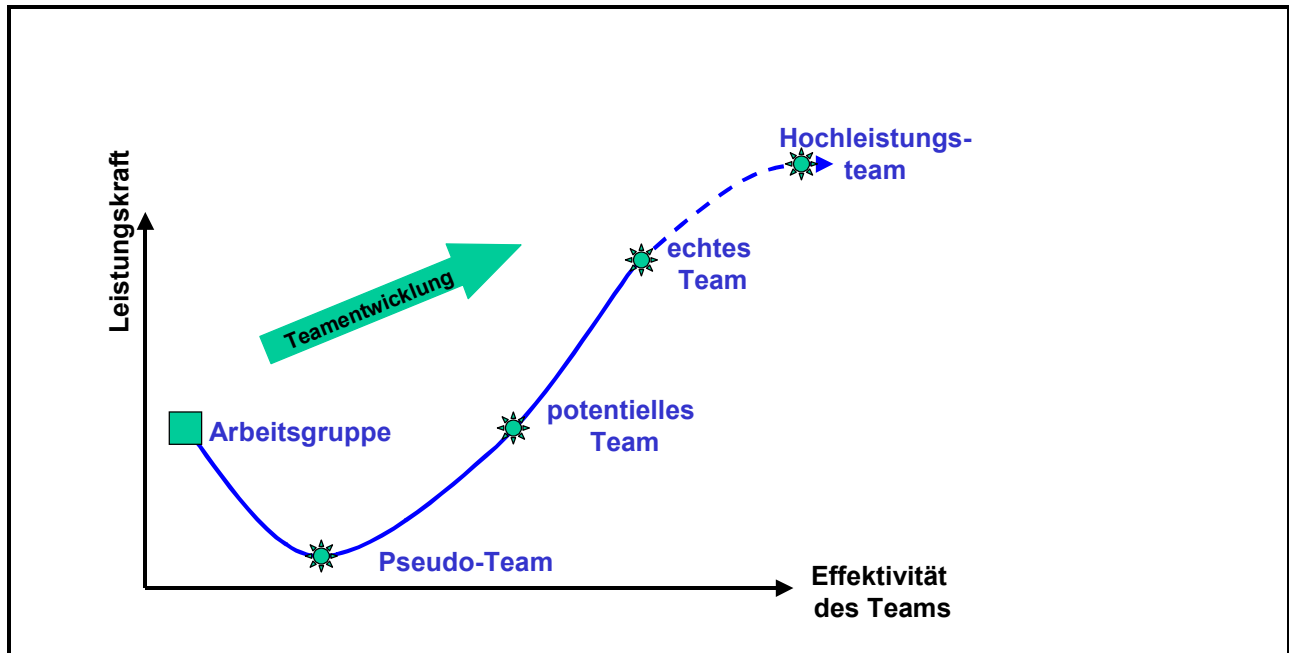 Hochleistungs-
team
Leistungskraft
echtes
Team
Teamentwicklung
potentielles
Team
Arbeitsgruppe
Pseudo-Team
Effektivität
des Teams